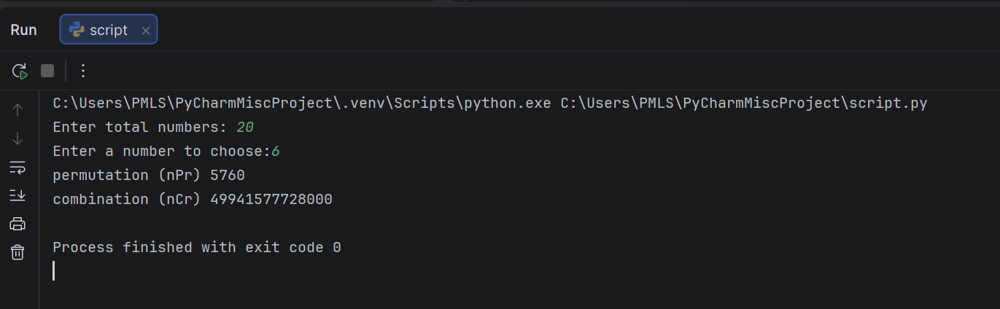 Run script
C:\Users\PMLS\PyCharmMiscProject\.venv\Scripts\python.exe C:\Users\PMLS\PyCharmMiscProject\script.py
Enter total numbers: 20
Enter a number to choose:6
permutation (nPr) 5760
combination (nCr) 49941577728000
Process finished with exit code 0